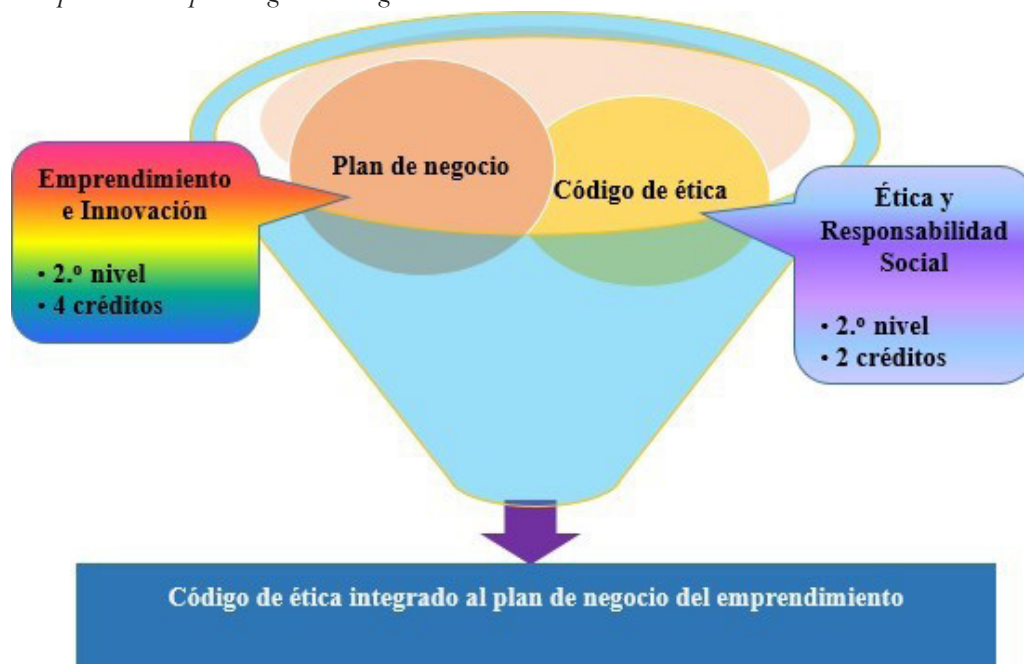 Plan de negocio
Código de ética
Emprendimiento
e Innovación
• 2.º nivel
• 4 créditos
Ética y
Responsabilidad
Social
• 2.º nivel
• 2 créditos
Código de ética integrado al plan de negocio del emprendimiento